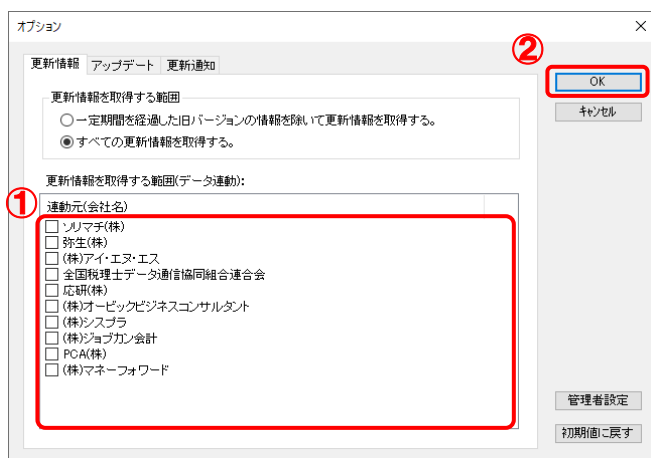 オプション
②
更新情報 アップデート 更新通知
OK
更新情報を取得する範囲
キャンセル
一定期間を経過した旧バージョンの情報を除いて更新情報を取得する。
すべての更新情報を取得する。
更新情報を取得する範囲(データ連動):
①
連動元(会社名)
ソリマチ(株)
弥生(株)
(株)アイ・エヌ・エス
全国税理士データ通信協同組合連合会
応研(株)
(株)オービックビジネスコンサルタント
(株)シスプラ
(株)ジョブカン会計
PCA(株)
(株)マネーフォワード
管理者設定
初期値に戻す